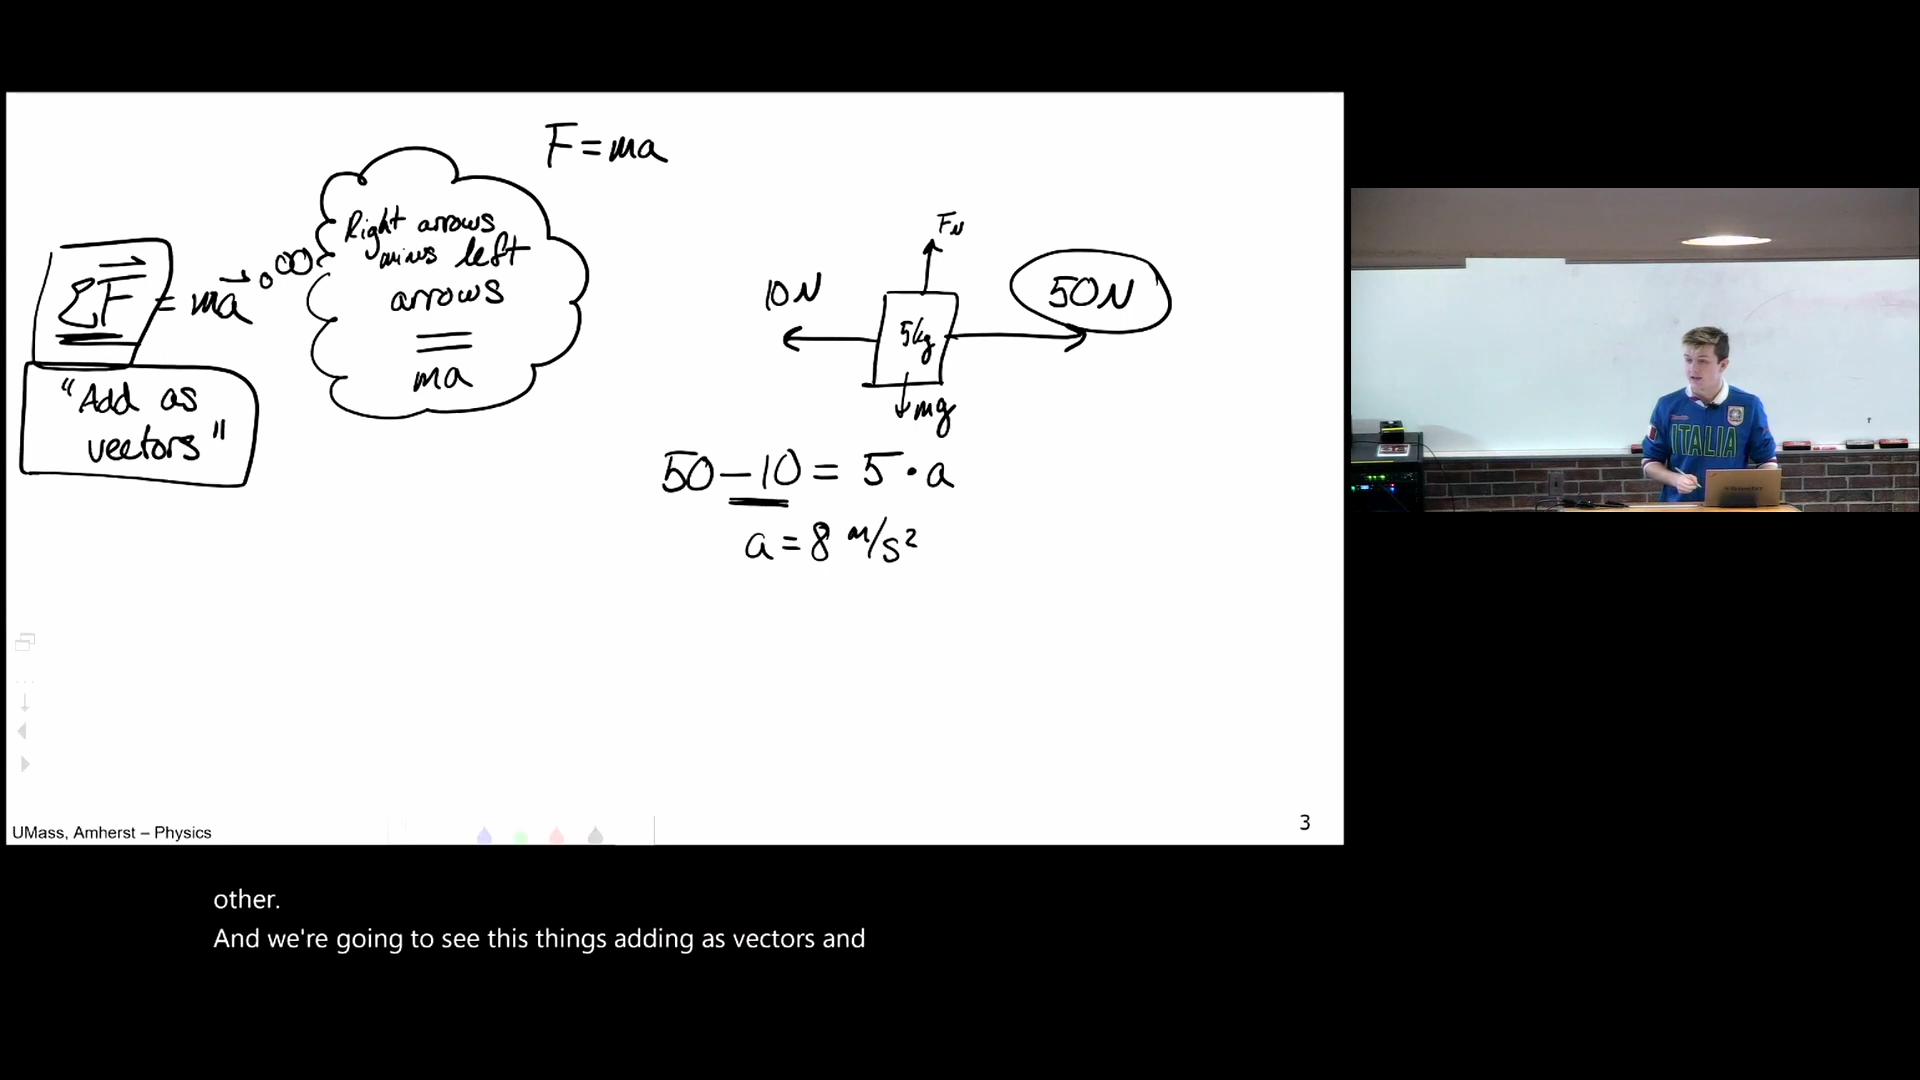 F = ma
ΣF = ma
"Add as
vectors"
Right arrows
minus left
arrows
=
ma
F_N
10N
50N
5kg
mg
50 – 10 = 5 · a
a = 8 m/s²
UMass, Amherst – Physics
3
ITALIA
other.
And we're going to see this things adding as vectors and